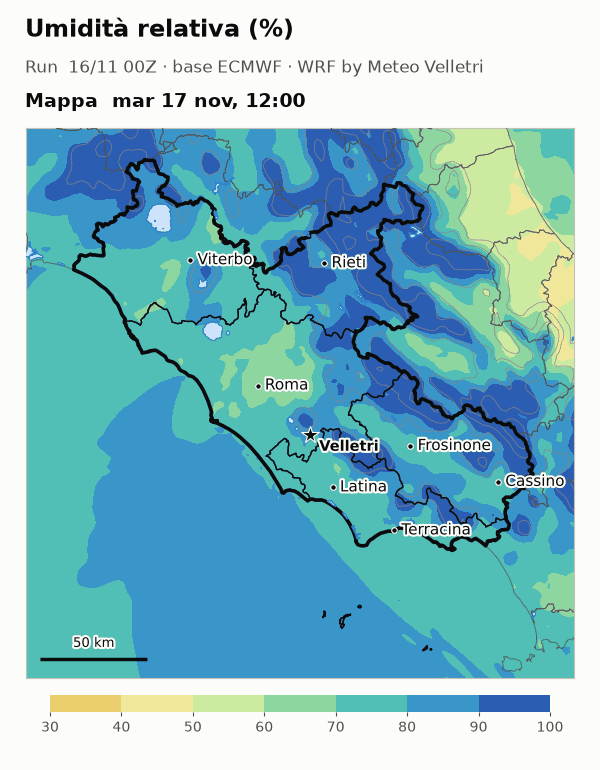 Umidità relativa (%)
Run  16/11 00Z · base ECMWF · WRF by Meteo Velletri
Mappa  mar 17 nov, 12:00
Viterbo
Rieti
Roma
Velletri
Frosinone
Latina
Cassino
Terracina
50 km
30 40 50 60 70 80 90 100